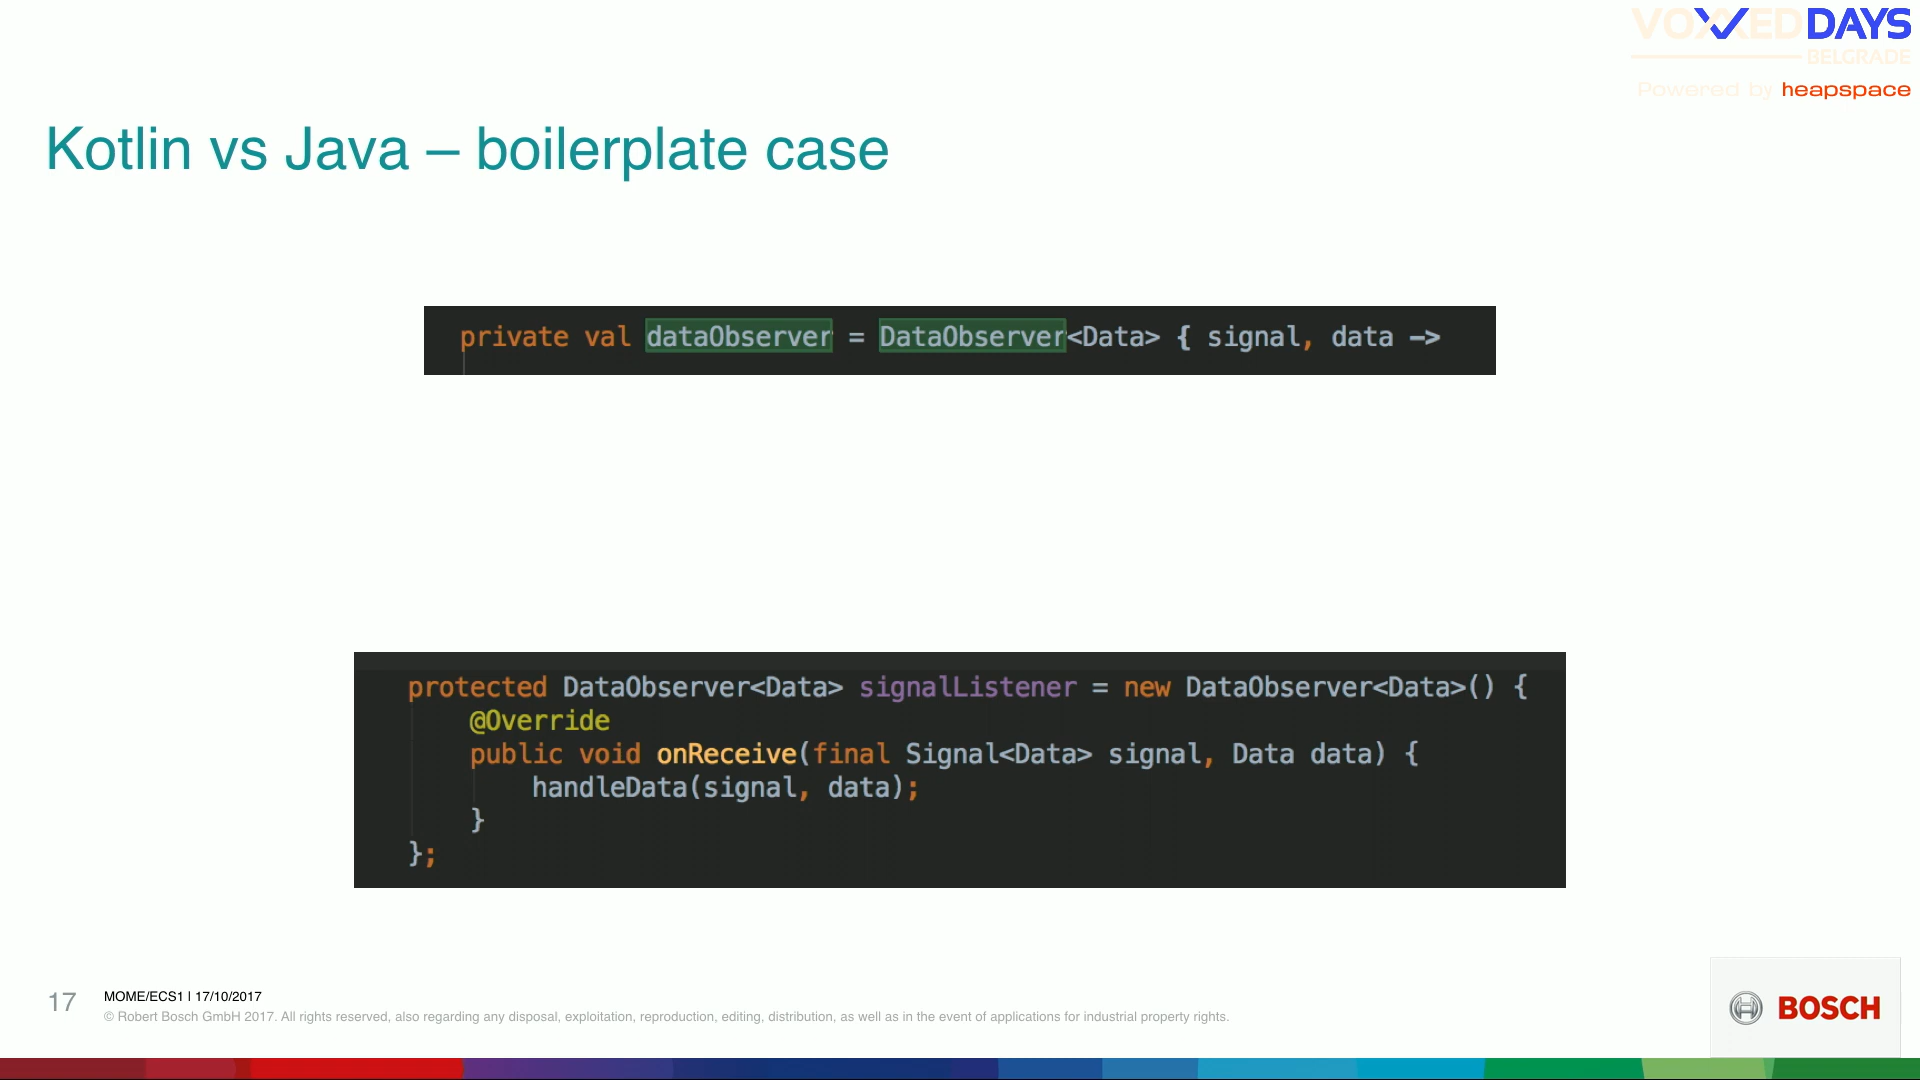 VOXXED DAYS
BELGRADE
Powered by heapspace
Kotlin vs Java – boilerplate case
private val dataObserver = DataObserver<Data> { signal, data ->
protected DataObserver<Data> signalListener = new DataObserver<Data>() {
@Override
public void onReceive(final Signal<Data> signal, Data data) {
handleData(signal, data);
}
};
17
MOME/ECS1 | 17/10/2017
© Robert Bosch GmbH 2017. All rights reserved, also regarding any disposal, exploitation, reproduction, editing, distribution, as well as in the event of applications for industrial property rights.
BOSCH